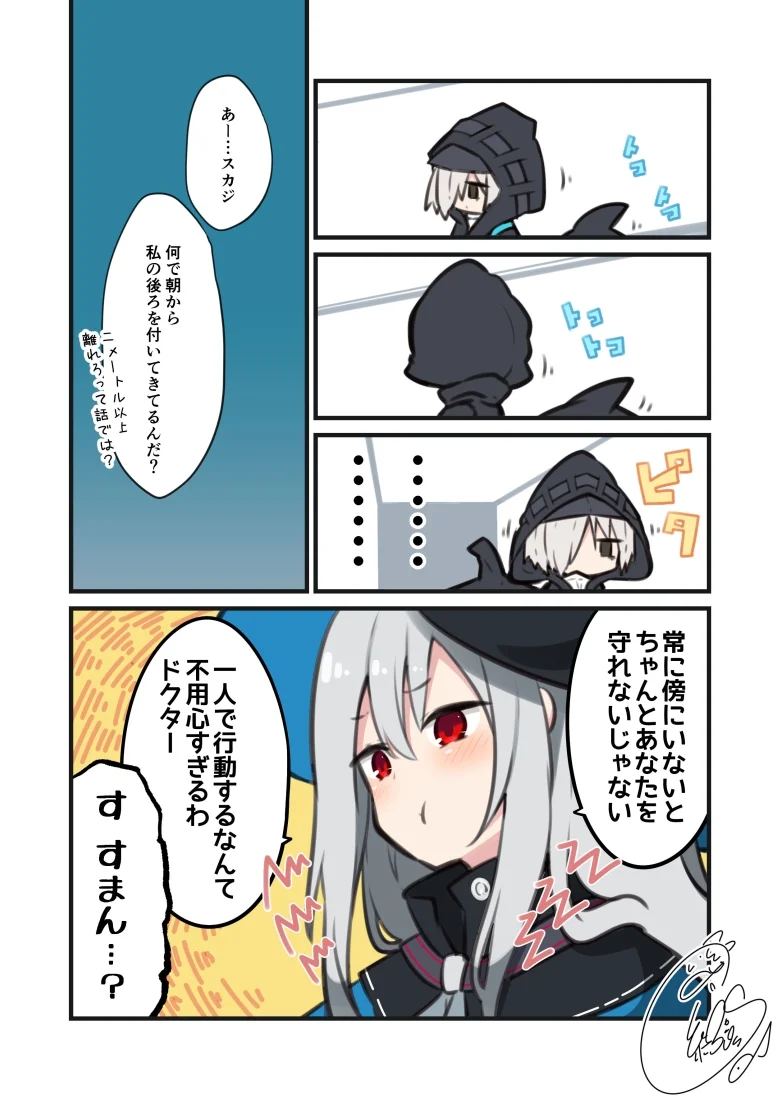 トコ
トコ
トコ
トコ
ピタ
・・・・・・
・・・・・・
あー…スカジ
何で朝から
私の後ろを付いてきてるんだ？
二メートル以上
離れろって話では？
常に傍にいないと
ちゃんとあなたを
守れないじゃない
一人で行動するなんて
不用心すぎるわ
ドクター
す すまん…？